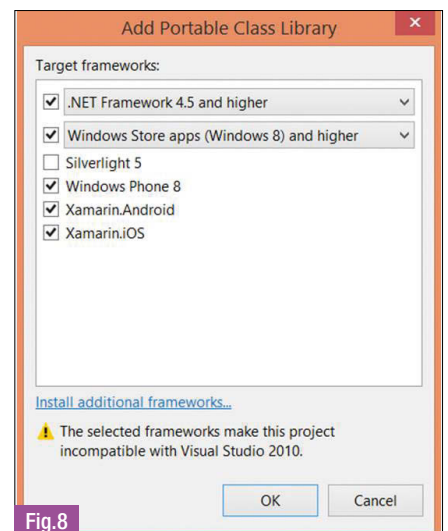 Add Portable Class Library
Target frameworks:
.NET Framework 4.5 and higher
Windows Store apps (Windows 8) and higher
Silverlight 5
Windows Phone 8
Xamarin.Android
Xamarin.iOS
Install additional frameworks...
The selected frameworks make this project
incompatible with Visual Studio 2010.
OK Cancel
Fig.8